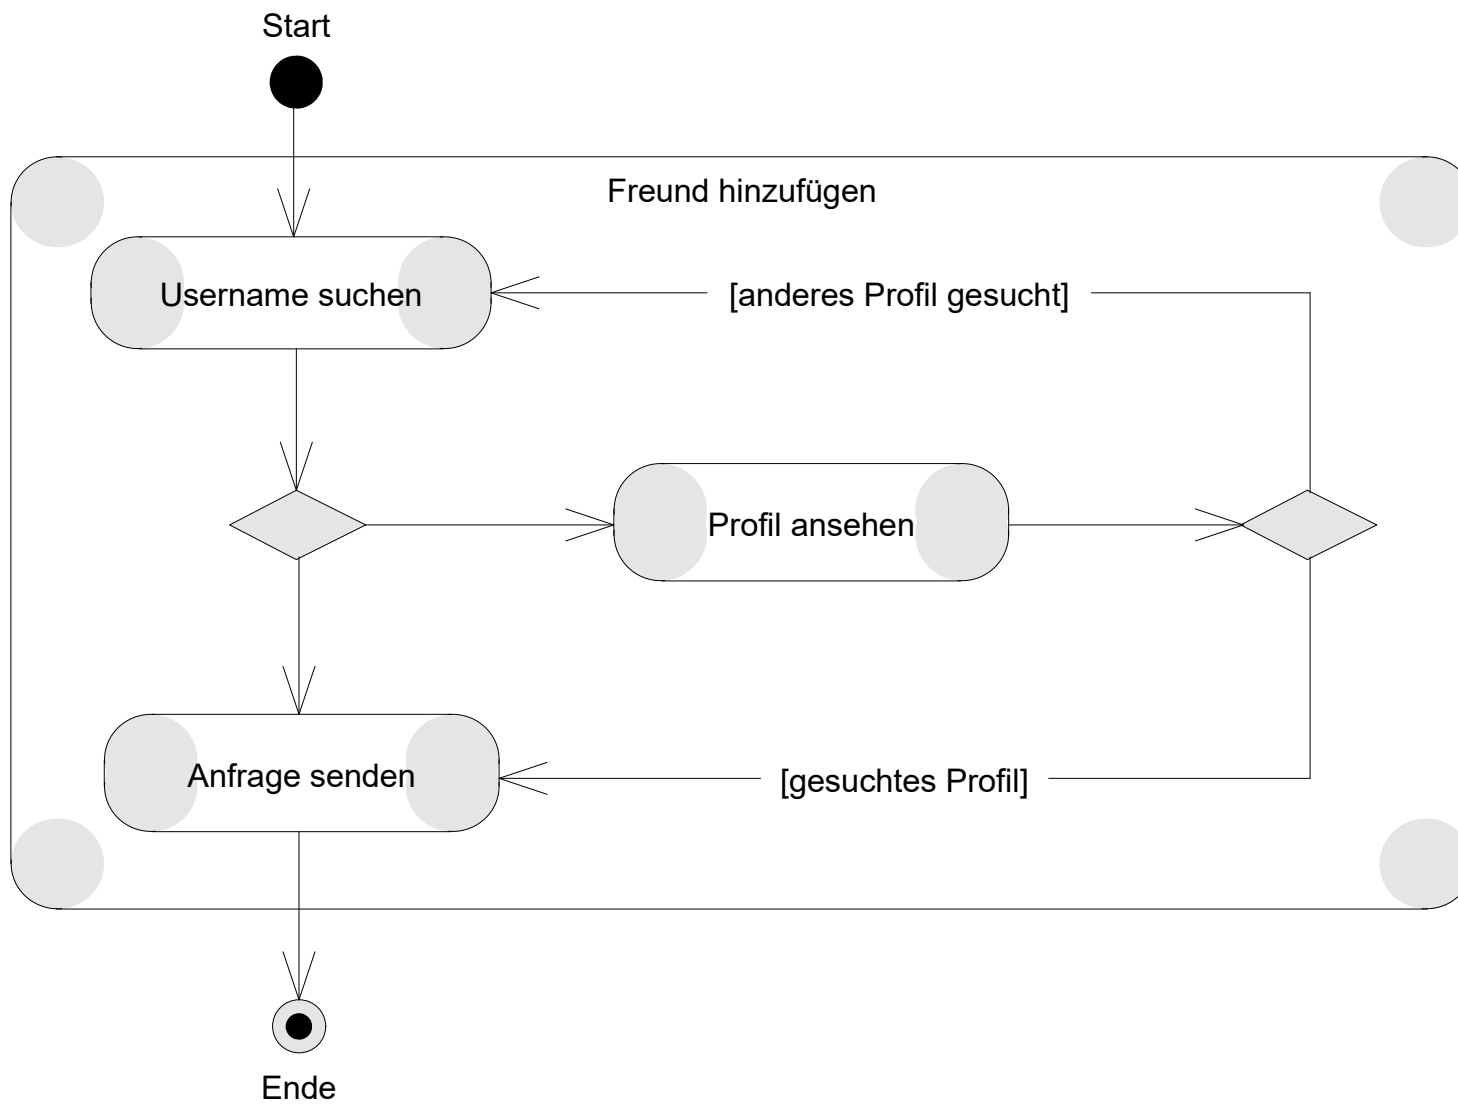 Start
Freund hinzufügen
Username suchen
[anderes Profil gesucht]
Profil ansehen
Anfrage senden
[gesuchtes Profil]
Ende